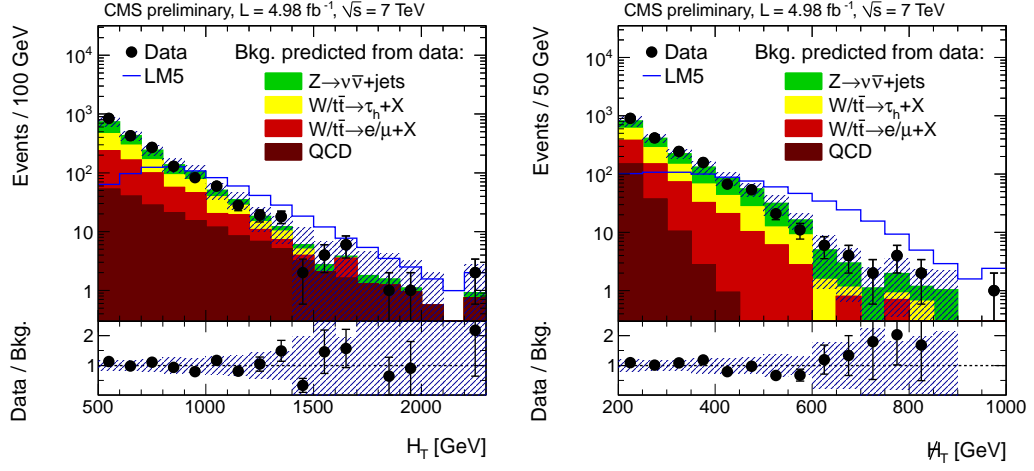 CMS preliminary, L = 4.98 fb⁻¹, √s = 7 TeV
Events / 100 GeV
10⁴
10³
10²
10
1
Data
LM5
Bkg. predicted from data:
Z→νν̅+jets
W/tt̅→τₕ+X
W/tt̅→e/μ+X
QCD
Data / Bkg.
2
1
500 1000 1500 2000
H_T [GeV]
CMS preliminary, L = 4.98 fb⁻¹, √s = 7 TeV
Events / 50 GeV
10⁴
10³
10²
10
1
Data
LM5
Bkg. predicted from data:
Z→νν̅+jets
W/tt̅→τₕ+X
W/tt̅→e/μ+X
QCD
Data / Bkg.
2
1
200 400 600 800 1000
H̸_T [GeV]